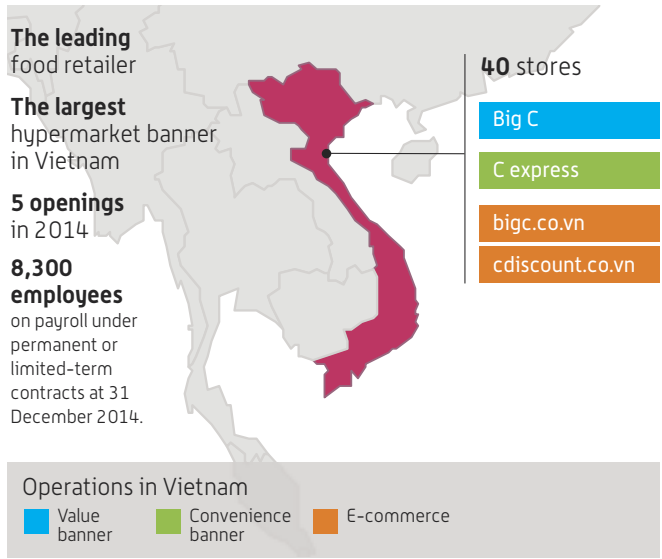 The leading
food retailer
The largest
hypermarket banner
in Vietnam
5 openings
in 2014
8,300
employees
on payroll under
permanent or
limited-term
contracts at 31
December 2014.
40 stores
Big C
C express
bigc.co.vn
cdiscount.co.vn
Operations in Vietnam
Value
banner
Convenience
banner
E-commerce